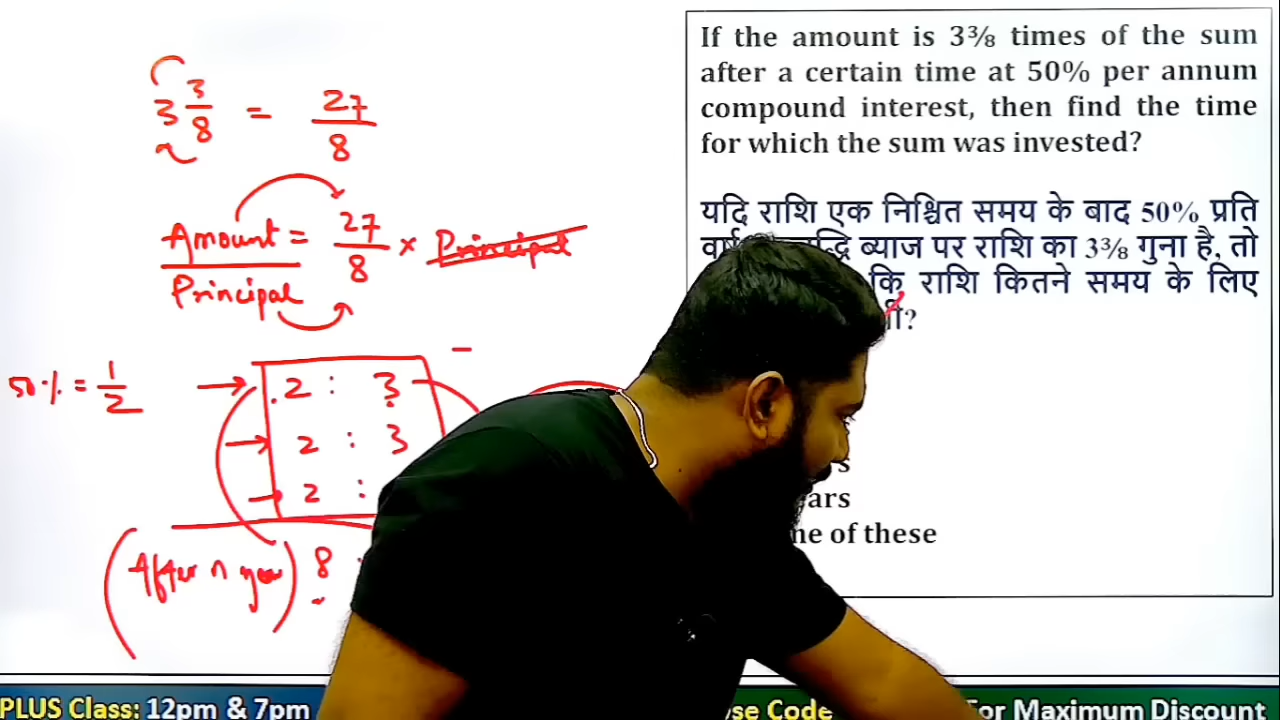 3 3/8 = 27/8
Amount = 27/8 × Principal
Principal
50% = 1/2
2 : 3
2 : 3
2 :
(After n year) 8 :
If the amount is 3⅜ times of the sum
after a certain time at 50% per annum
compound interest, then find the time
for which the sum was invested?
यदि राशि एक निश्चित समय के बाद 50% प्रति
ब्याज पर राशि का 3⅜ गुना है, तो
कि राशि कितने समय के लिए
of these
PLUS Class: 12pm & 7pm
Code
For Maximum Discount